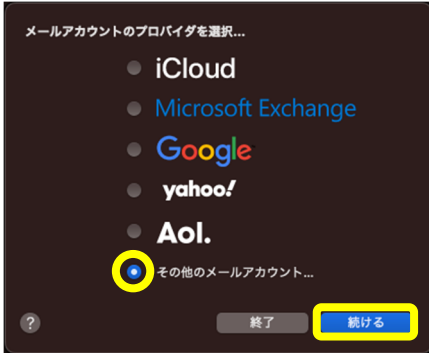 メールアカウントのプロバイダを選択...
iCloud
Microsoft Exchange
Google
yahoo!
Aol.
その他のメールアカウント...
?
終了
続ける